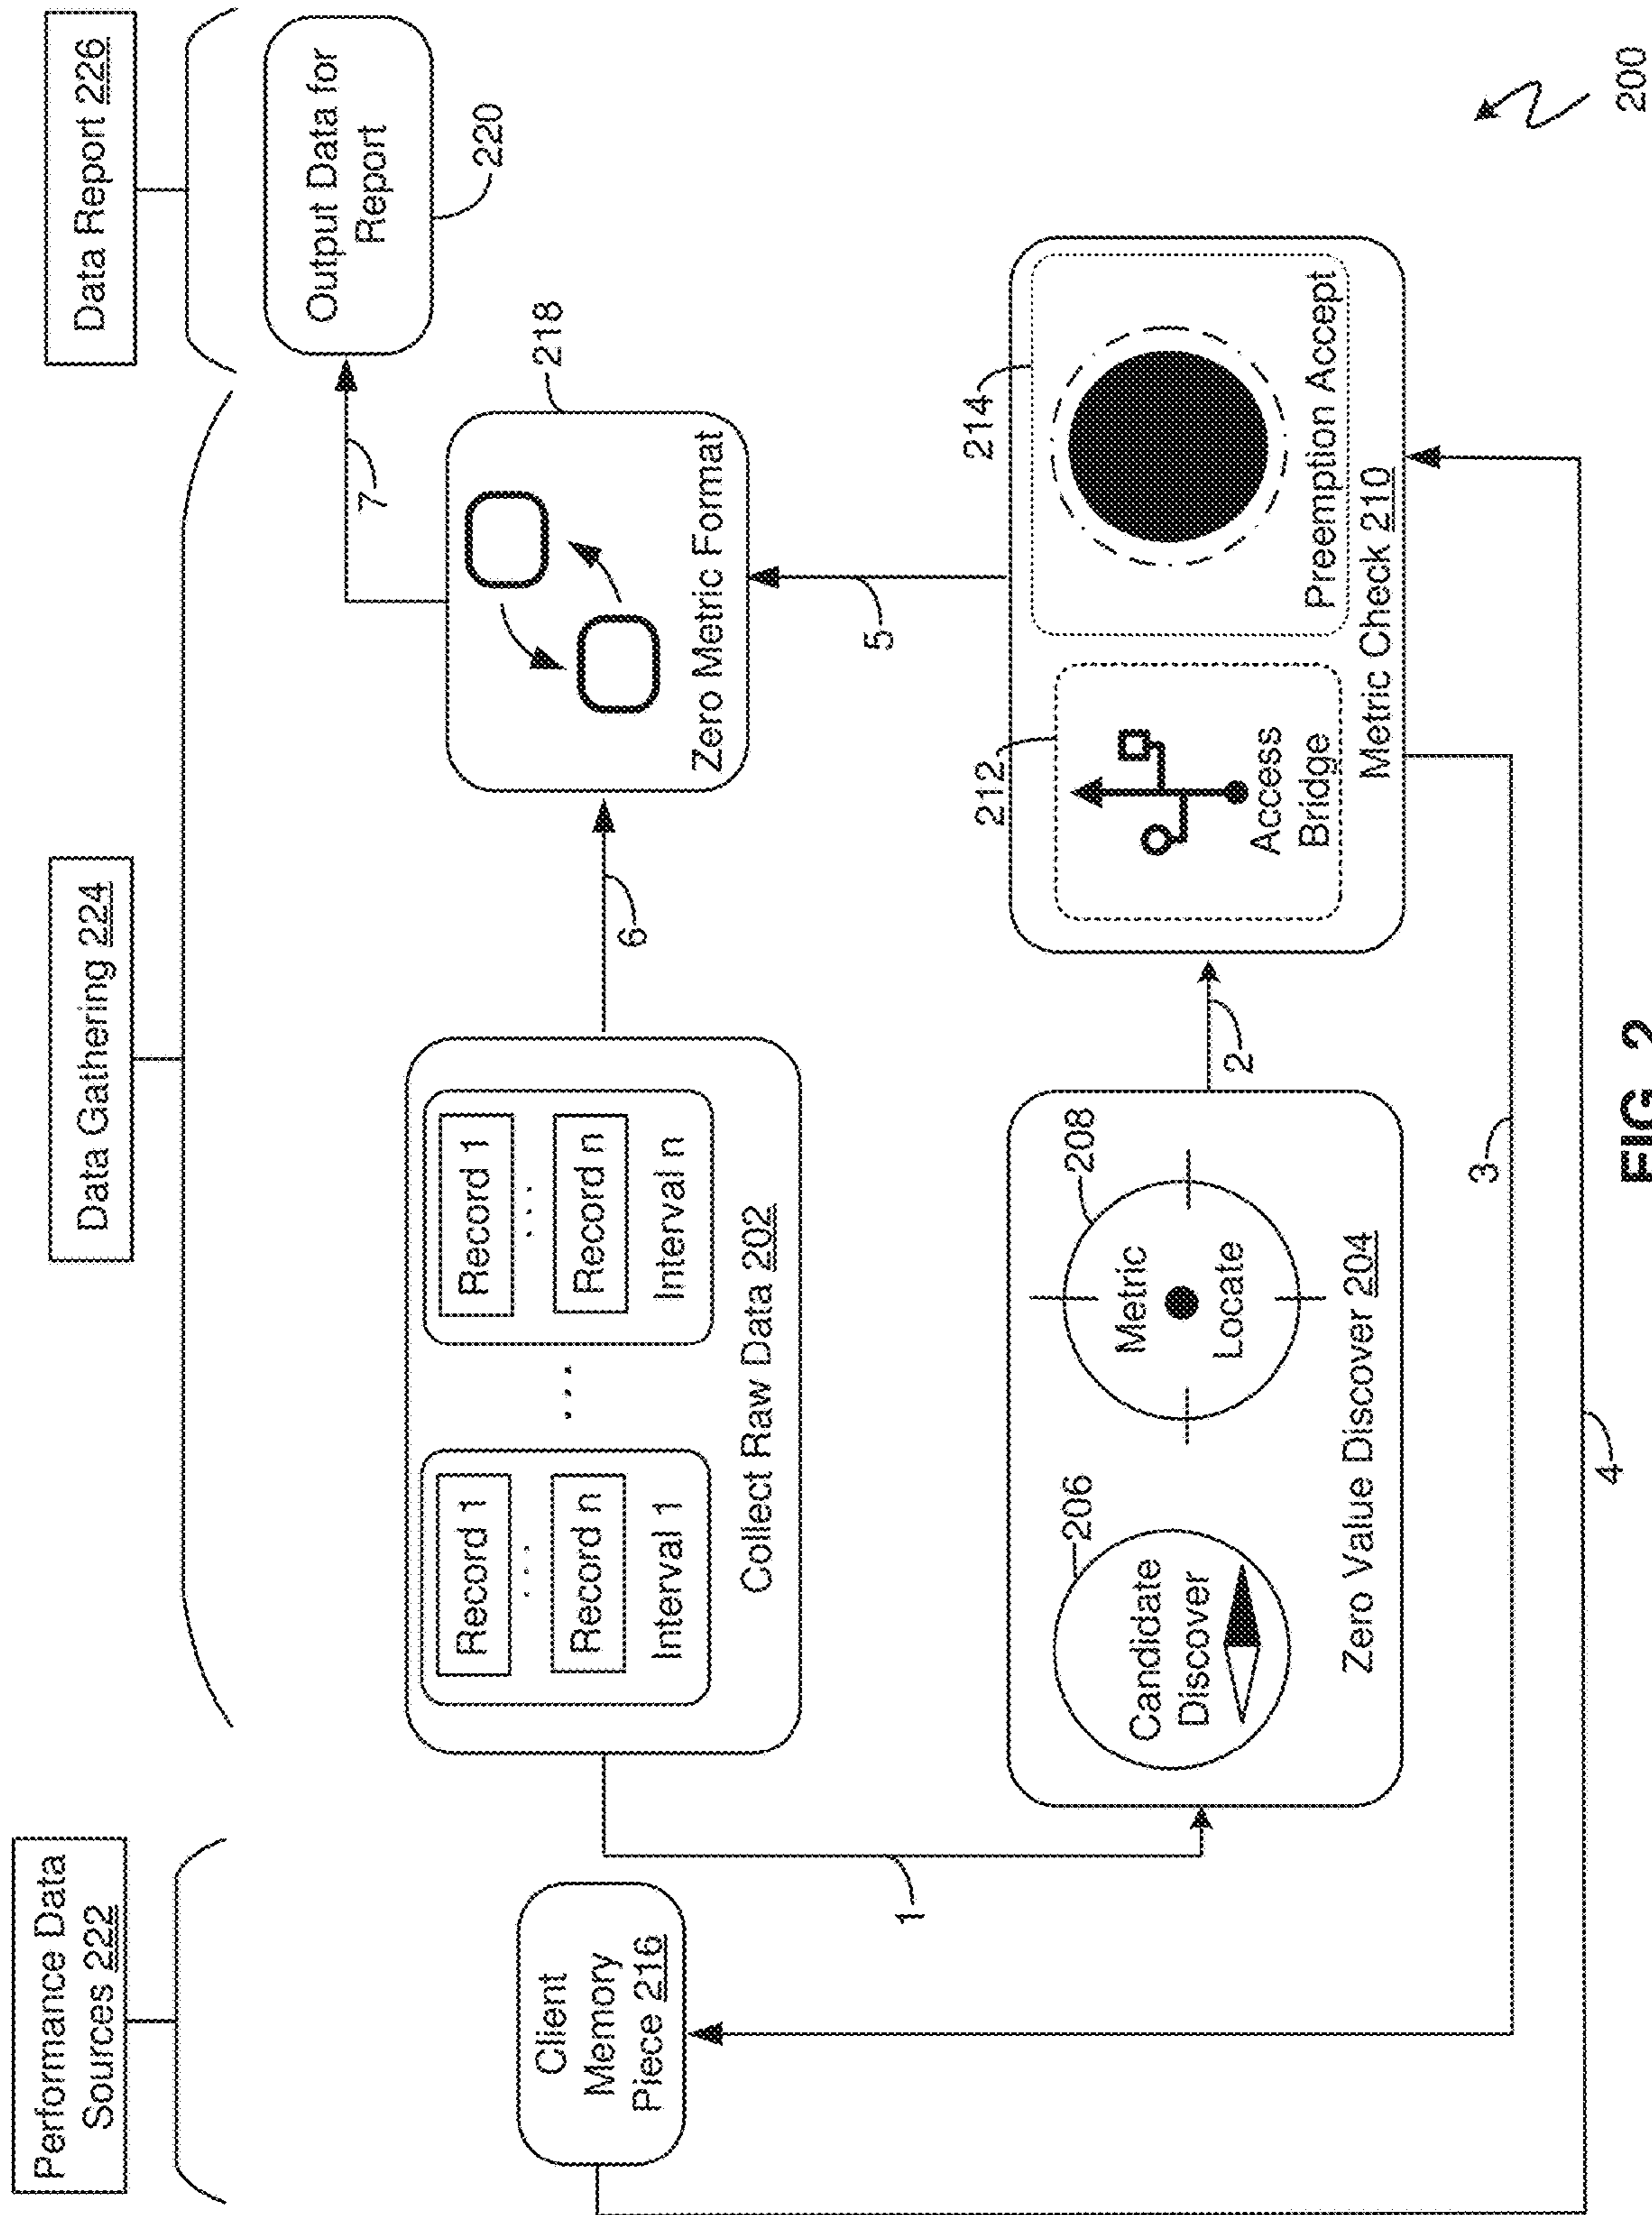 Performance Data
Sources 222
Data Gathering 224
Data Report 226
Client
Memory
Piece 216
Record 1
...
Record n
Interval 1
...
Record 1
...
Record n
Interval n
Collect Raw Data 202
6
Zero Metric Format
218
7
Output Data for
Report
220
1
Candidate
Discover
206
Metric
Locate
208
Zero Value Discover 204
2
212
Access
Bridge
214
Preemption Accept
Metric Check 210
5
3
4
200
FIG. 2